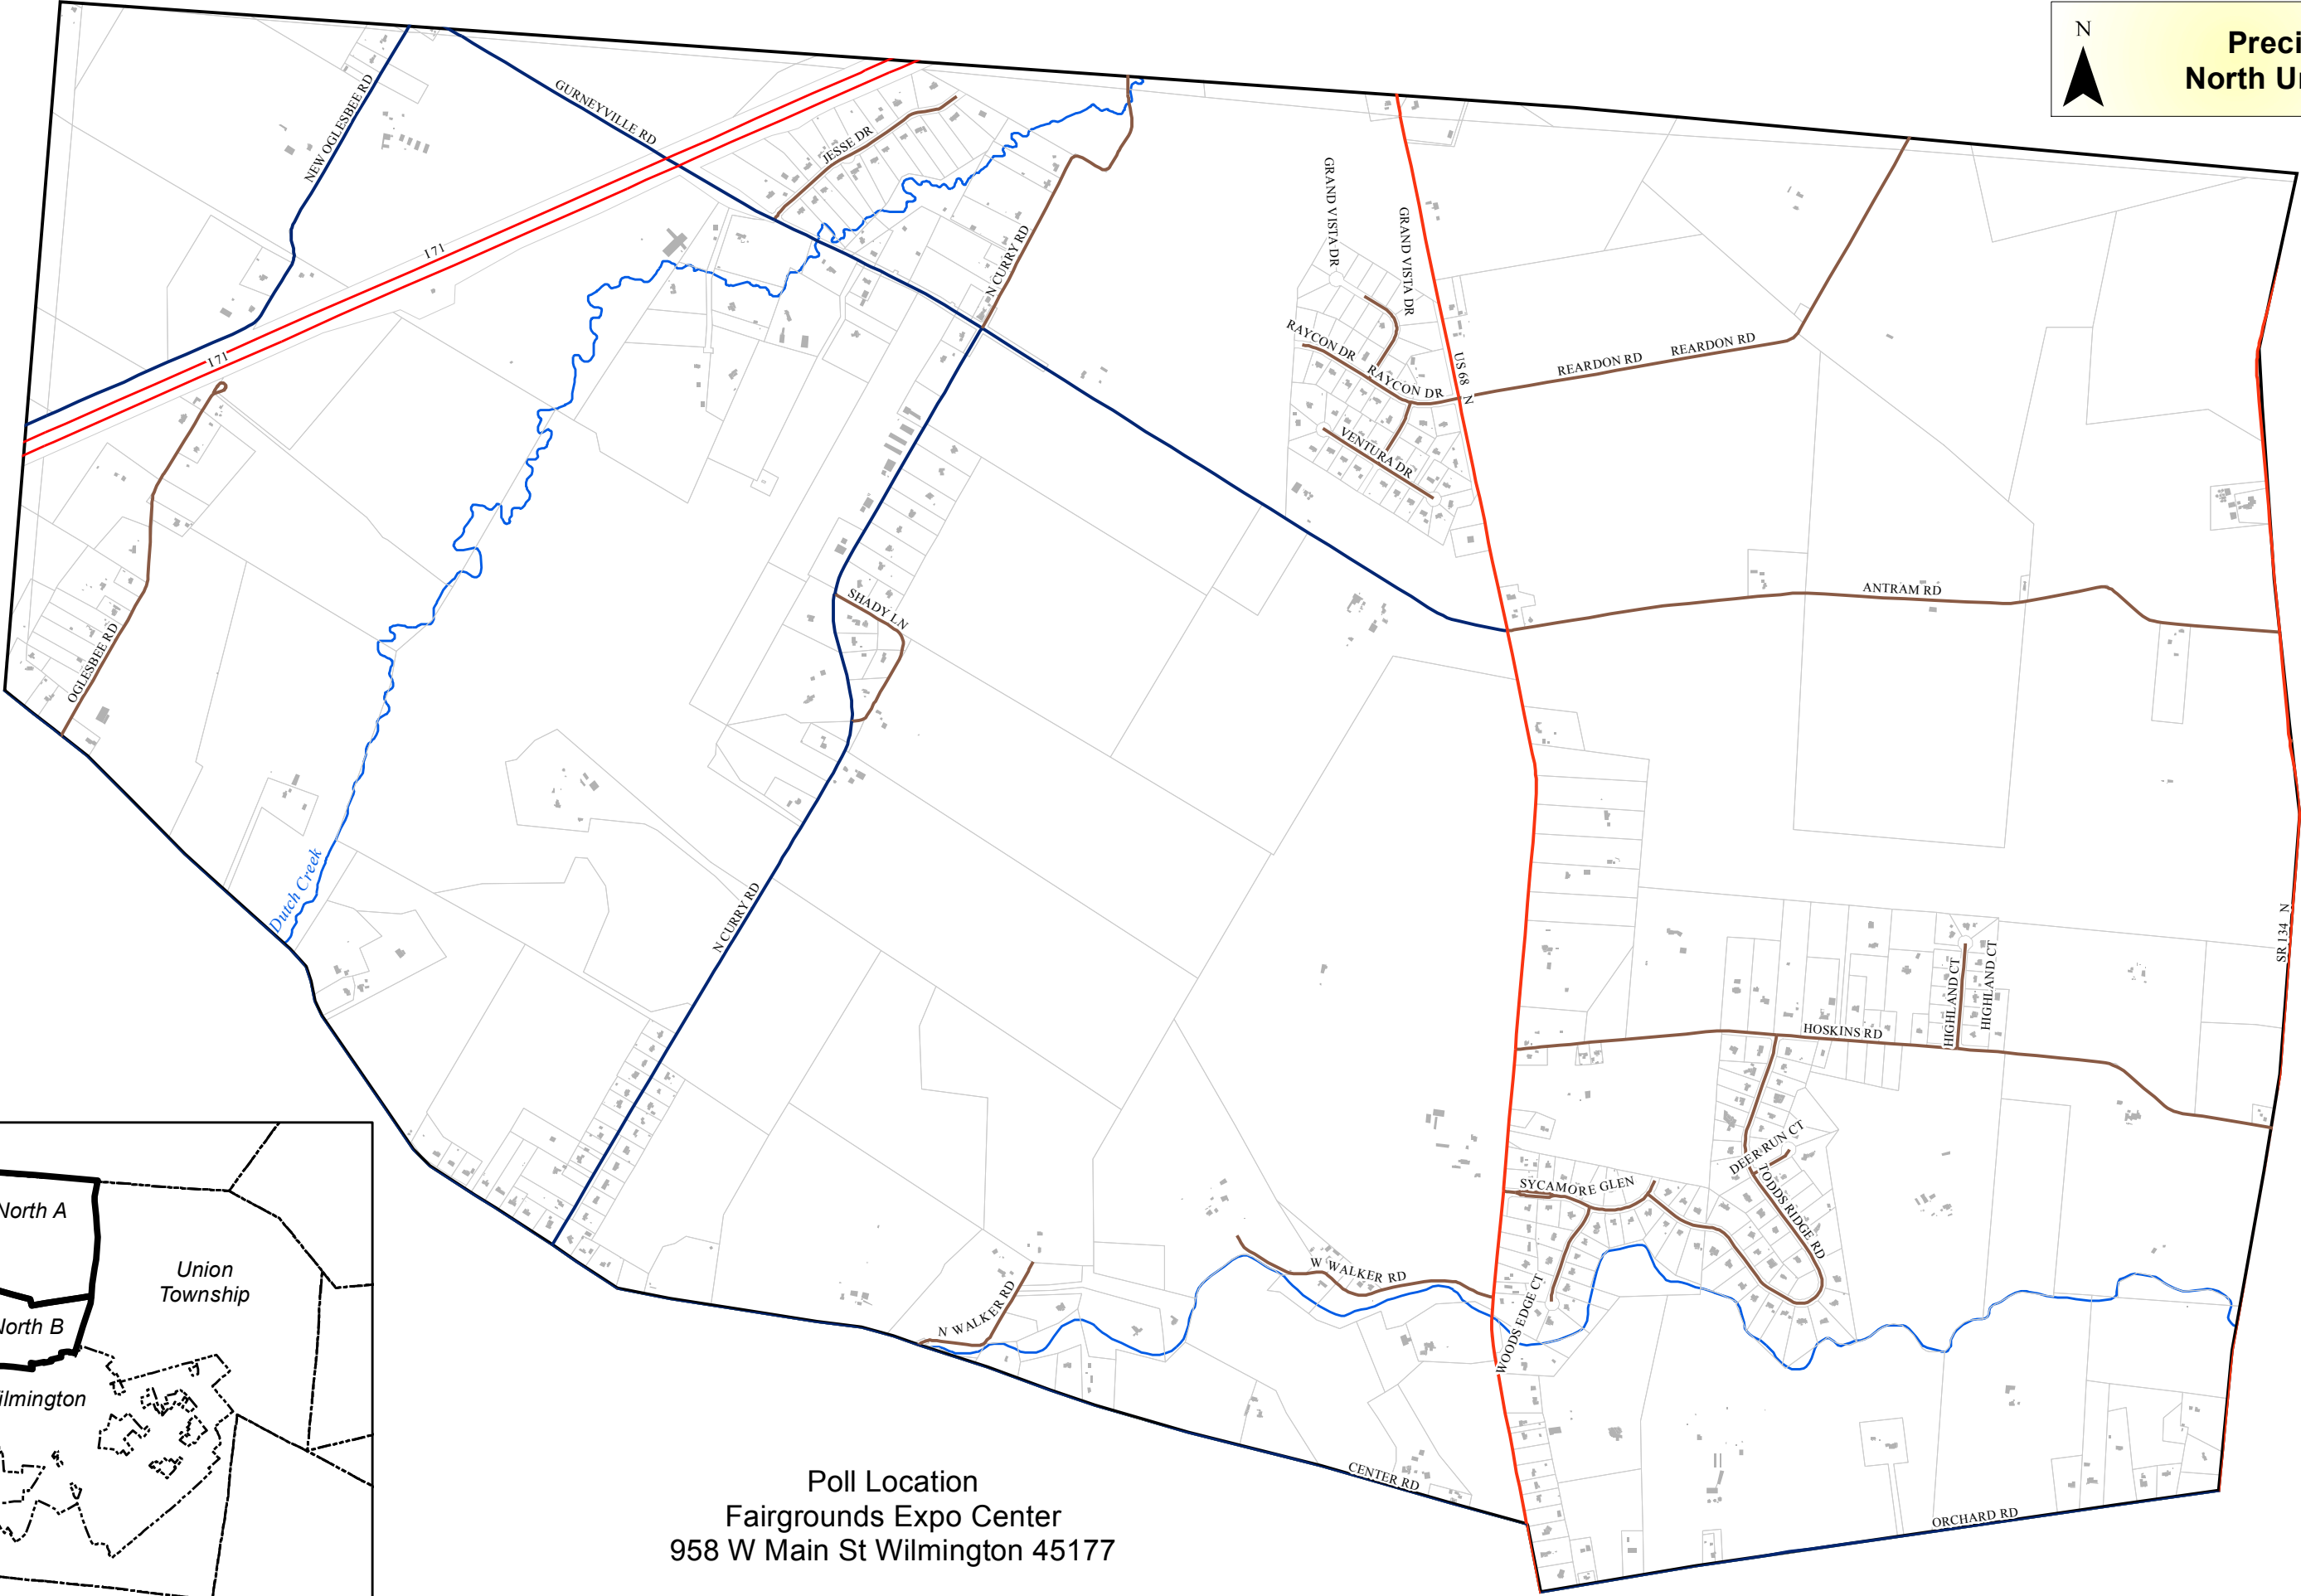 N
Preci
North Un
NEW OGLESBEE RD
GURNEYVILLE RD
JESSE DR
I 71
I 71
N CURRY RD
GRAND VISTA DR
GRAND VISTA DR
RAYCON DR
RAYCON DR
US 68 N
REARDON RD
REARDON RD
VENTURA DR
OGLESBEE RD
SHADY LN
ANTRAM RD
Dutch Creek
N CURRY RD
SR 134 N
HIGHLAND CT
HIGHLAND CT
HOSKINS RD
DEER RUN CT
TODDS RIDGE RD
SYCAMORE GLEN
W WALKER RD
N WALKER RD
WOODS EDGE CT
CENTER RD
ORCHARD RD
North A
Union
Township
North B
ilmington
Poll Location
Fairgrounds Expo Center
958 W Main St Wilmington 45177